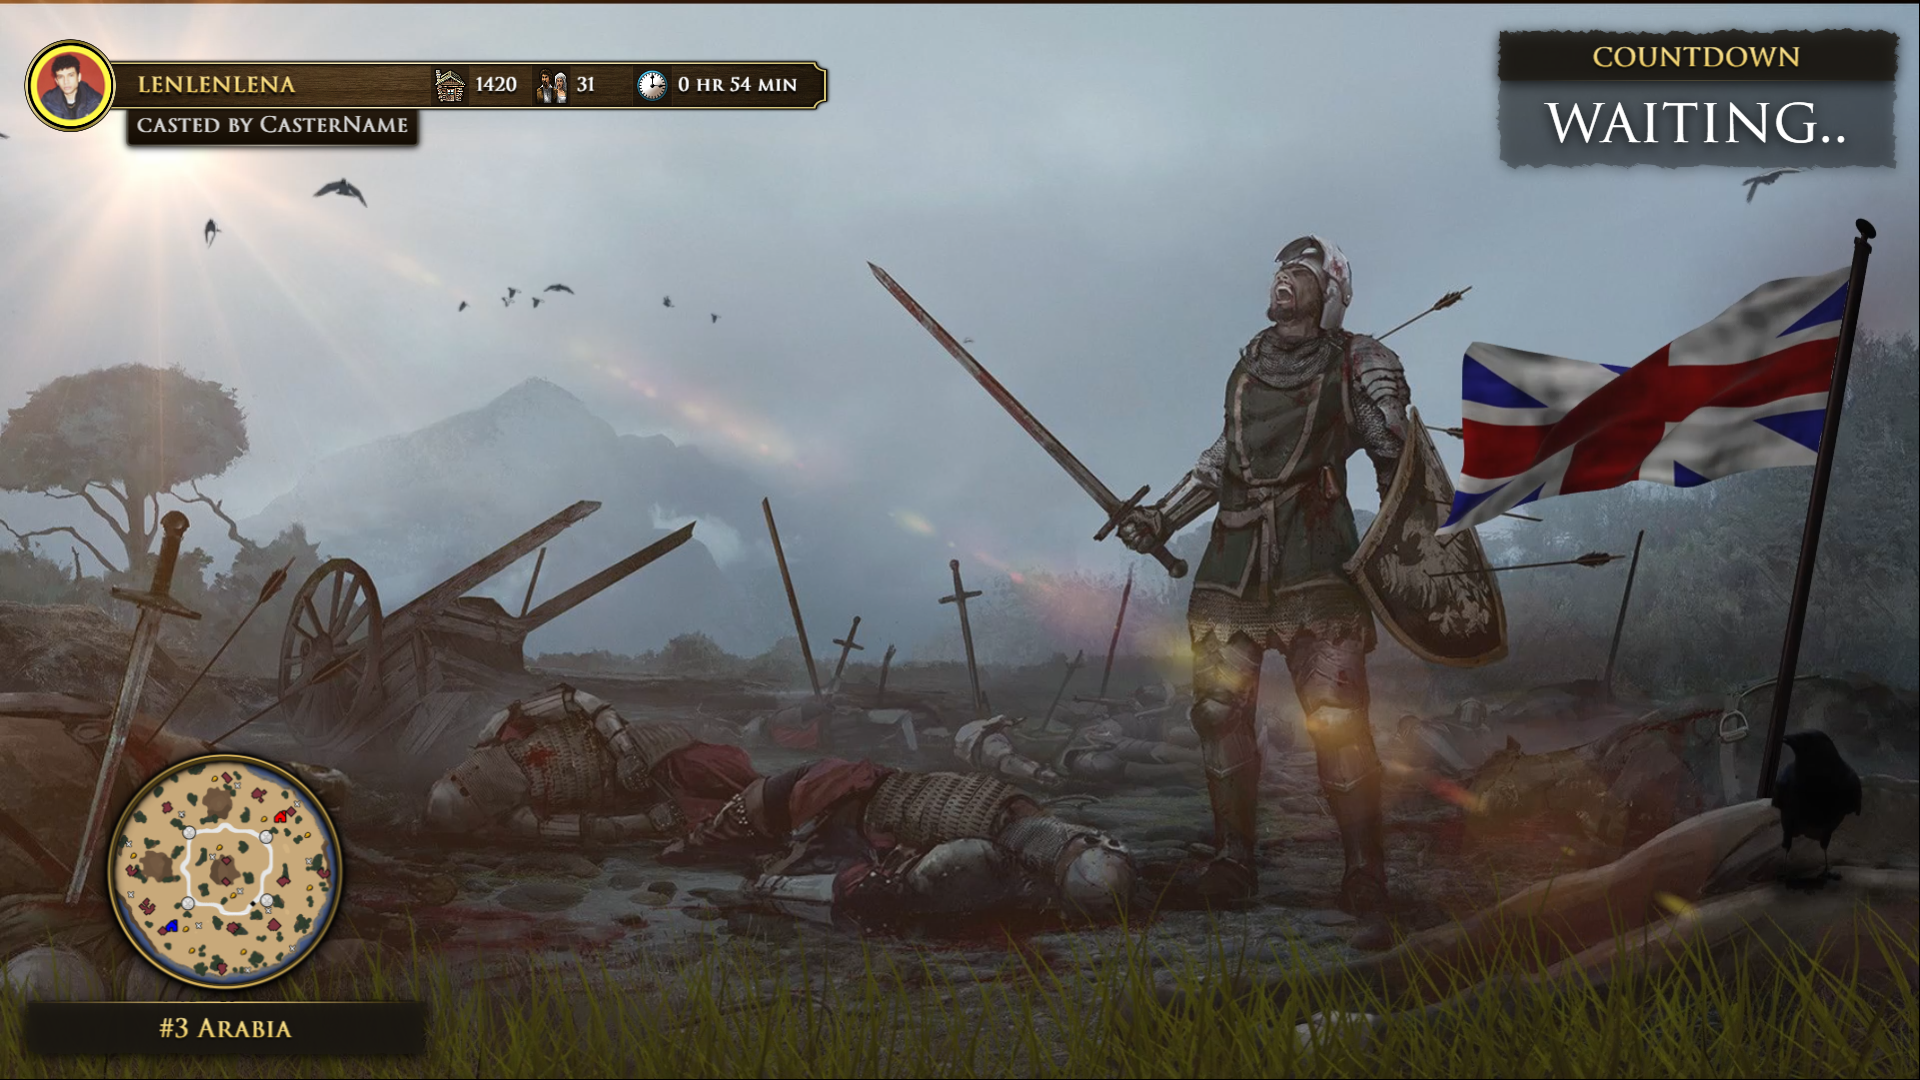 LENLENLENA 1420 31 0 HR 54 MIN
CASTED BY CASTERNAME
COUNTDOWN
WAITING..
#3 ARABIA